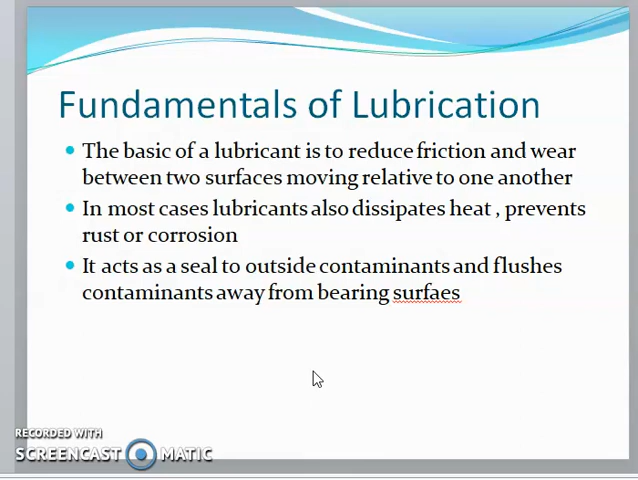 Fundamentals of Lubrication
The basic of a lubricant is to reduce friction and wear
between two surfaces moving relative to one another
In most cases lubricants also dissipates heat , prevents
rust or corrosion
It acts as a seal to outside contaminants and flushes
contaminants away from bearing surfaes
RECORDED WITH
SCREENCAST MATIC